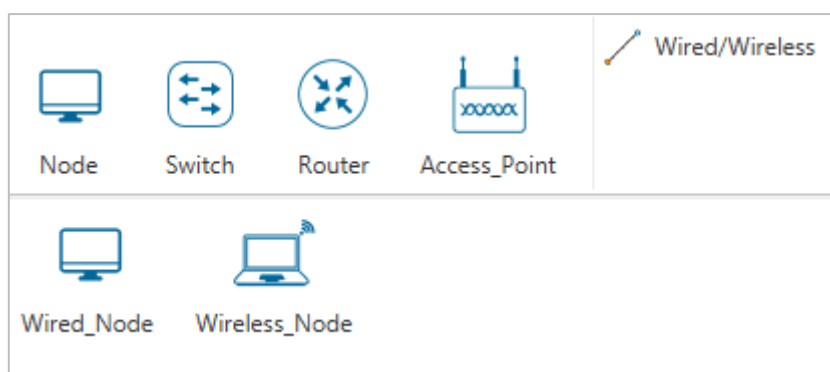 Wired/Wireless
Node Switch Router Access_Point
Wired_Node Wireless_Node